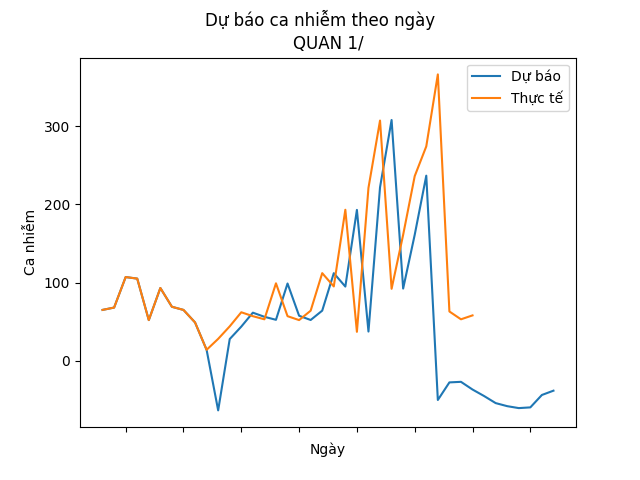 Dự báo ca nhiễm theo ngày
QUAN 1/
Dự báo
Thực tế
300
200
100
0
Ca nhiễm
Ngày